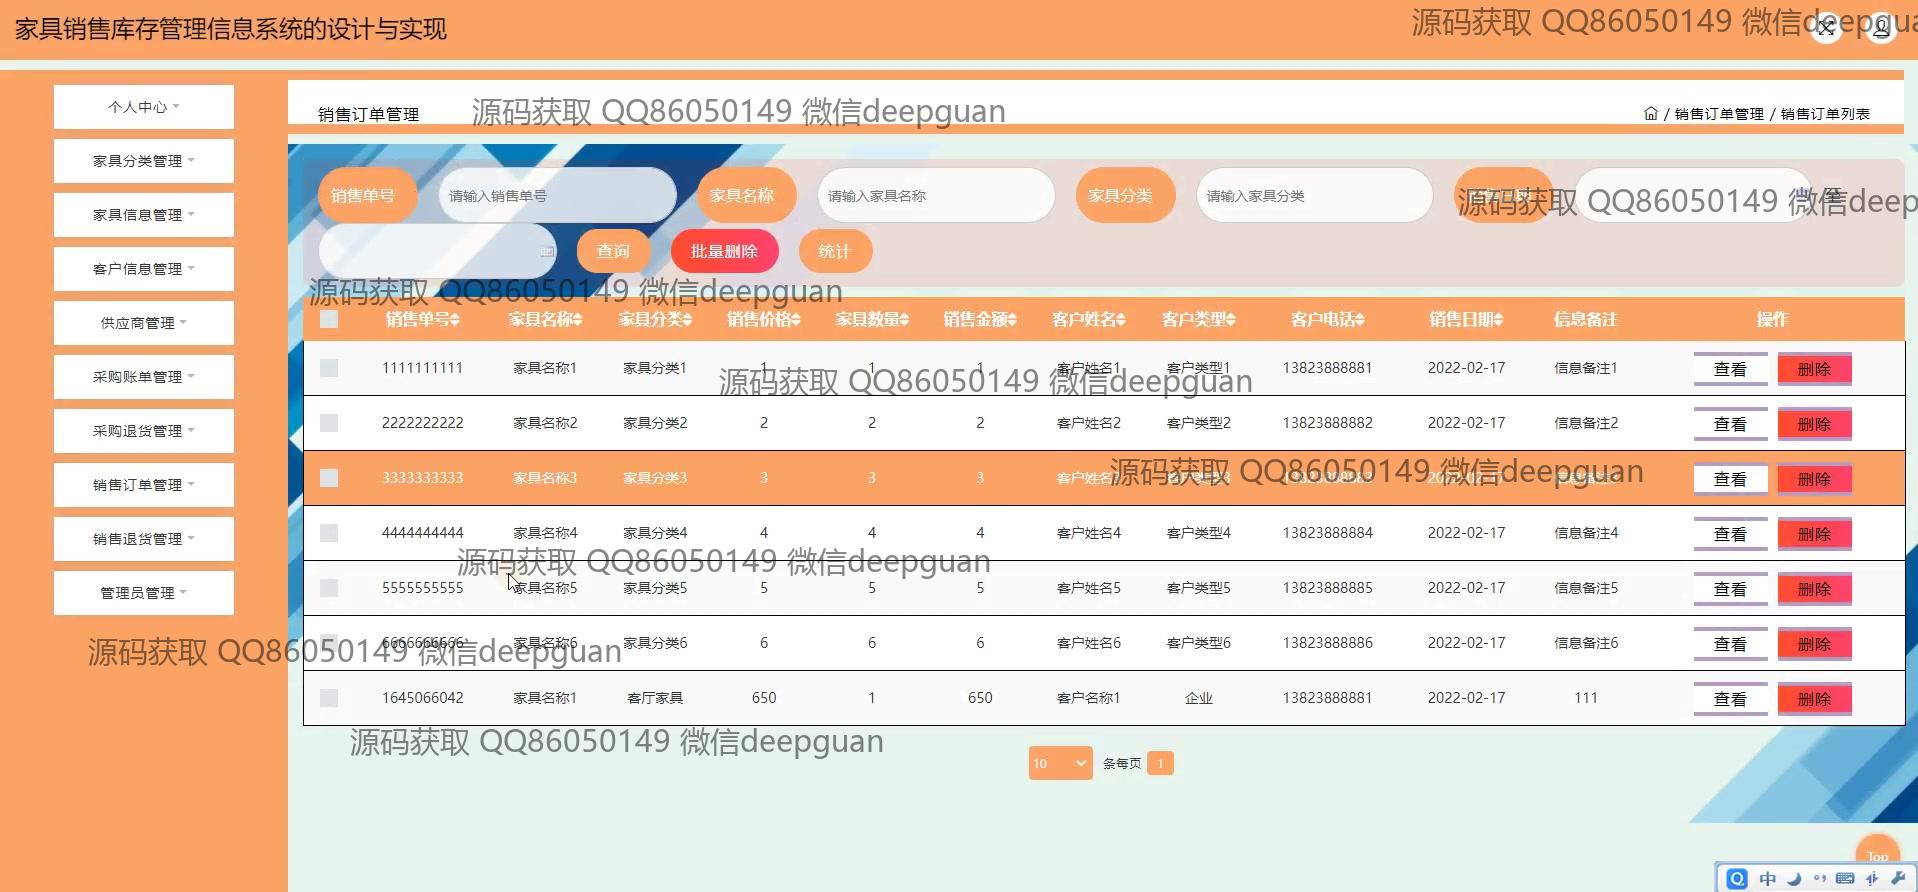 家具销售库存管理信息系统的设计与实现
源码获取 QQ86050149 微信deepgua
个人中心
家具分类管理
家具信息管理
客户信息管理
供应商管理
采购账单管理
采购退货管理
销售订单管理
销售退货管理
管理员管理
销售订单管理
源码获取 QQ86050149 微信deepguan
/ 销售订单管理 / 销售订单列表
销售单号 请输入销售单号 家具名称 请输入家具名称 家具分类 请输入家具分类 至
源码获取 QQ86050149 微信deep
查询 批量删除 统计
源码获取 QQ86050149 微信deepguan
销售单号 家具名称 家具分类 销售价格 家具数量 销售金额 客户姓名 客户类型 客户电话 销售日期 信息备注 操作
1111111111 家具名称1 家具分类1 1 1 1 客户姓名1 客户类型1 13823888881 2022-02-17 信息备注1 查看 删除
源码获取 QQ86050149 微信deepguan
2222222222 家具名称2 家具分类2 2 2 2 客户姓名2 客户类型2 13823888882 2022-02-17 信息备注2 查看 删除
3333333333 家具名称3 家具分类3 3 3 3 客户姓名3 客户类型3 13823888883 2022-02-17 信息备注3 查看 删除
源码获取 QQ86050149 微信deepguan
4444444444 家具名称4 家具分类4 4 4 4 客户姓名4 客户类型4 13823888884 2022-02-17 信息备注4 查看 删除
源码获取 QQ86050149 微信deepguan
5555555555 家具名称5 家具分类5 5 5 5 客户姓名5 客户类型5 13823888885 2022-02-17 信息备注5 查看 删除
6666666666 家具名称6 家具分类6 6 6 6 客户姓名6 客户类型6 13823888886 2022-02-17 信息备注6 查看 删除
源码获取 QQ86050149 微信deepguan
1645066042 家具名称1 客厅家具 650 1 650 客户名称1 企业 13823888881 2022-02-17 111 查看 删除
源码获取 QQ86050149 微信deepguan
10 条每页 1
Top
中